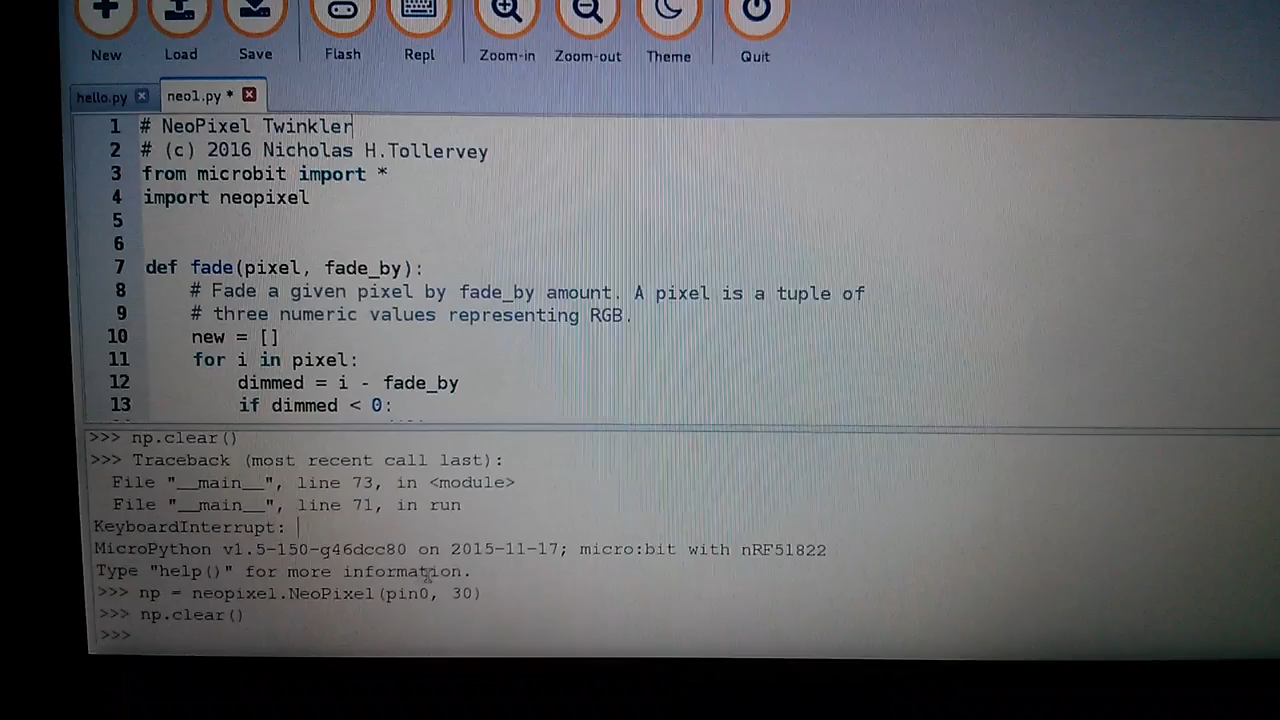 New Load Save Flash Repl Zoom-in Zoom-out Theme Quit
hello.py neo1.py *
1 # NeoPixel Twinkler
2 # (c) 2016 Nicholas H.Tollervey
3 from microbit import *
4 import neopixel
5
6
7 def fade(pixel, fade_by):
8 # Fade a given pixel by fade_by amount. A pixel is a tuple of
9 # three numeric values representing RGB.
10 new = []
11 for i in pixel:
12 dimmed = i - fade_by
13 if dimmed < 0:
>>> np.clear()
>>> Traceback (most recent call last):
File "__main__", line 73, in <module>
File "__main__", line 71, in run
KeyboardInterrupt:
MicroPython v1.5-150-g46dcc80 on 2015-11-17; micro:bit with nRF51822
Type "help()" for more information.
>>> np = neopixel.NeoPixel(pin0, 30)
>>> np.clear()
>>>